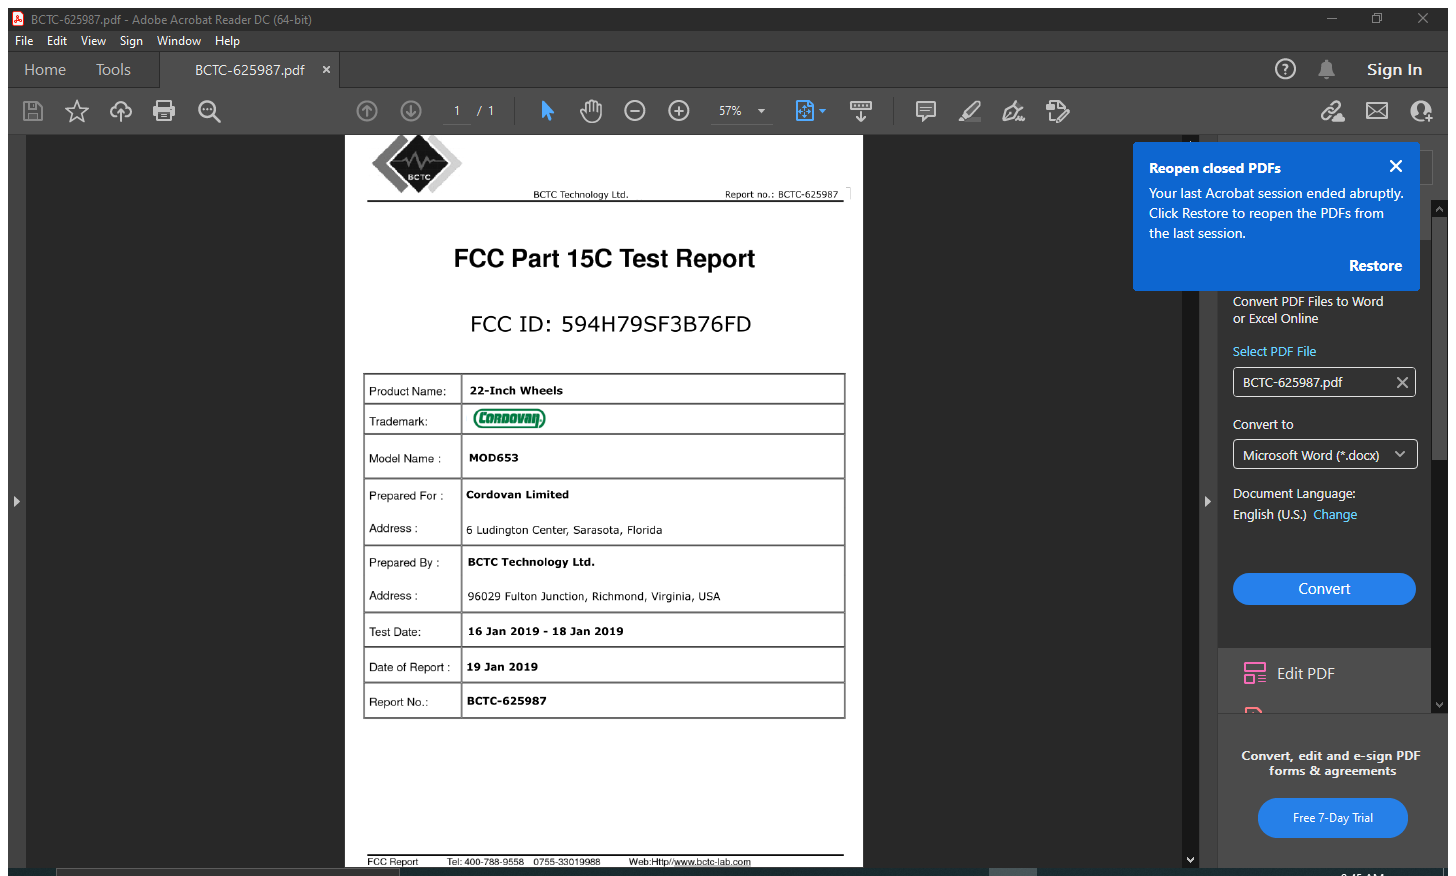 BCTC-625987.pdf - Adobe Acrobat Reader DC (64-bit)
File Edit View Sign Window Help
Home Tools BCTC-625987.pdf × Sign In
1 / 1 57%
BCTC
BCTC Technology Ltd. Report no.: BCTC-625987
FCC Part 15C Test Report
FCC ID: 594H79SF3B76FD
Product Name: 22-Inch Wheels
Trademark: CORDOVAN
Model Name : MOD653
Prepared For : Cordovan Limited
Address : 6 Ludington Center, Sarasota, Florida
Prepared By : BCTC Technology Ltd.
Address : 96029 Fulton Junction, Richmond, Virginia, USA
Test Date: 16 Jan 2019 - 18 Jan 2019
Date of Report : 19 Jan 2019
Report No.: BCTC-625987
FCC Report Tel: 400-788-9558 0755-33019988 Web:Http//www.bctc-lab.com
Reopen closed PDFs
Your last Acrobat session ended abruptly.
Click Restore to reopen the PDFs from
the last session.
Restore
Convert PDF Files to Word
or Excel Online
Select PDF File
BCTC-625987.pdf
Convert to
Microsoft Word (*.docx)
Document Language:
English (U.S.) Change
Convert
Edit PDF
Convert, edit and e-sign PDF
forms & agreements
Free 7-Day Trial